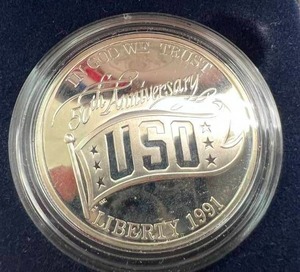 IN GOD WE TRUST
50th Anniversary
USO
LIBERTY 1991